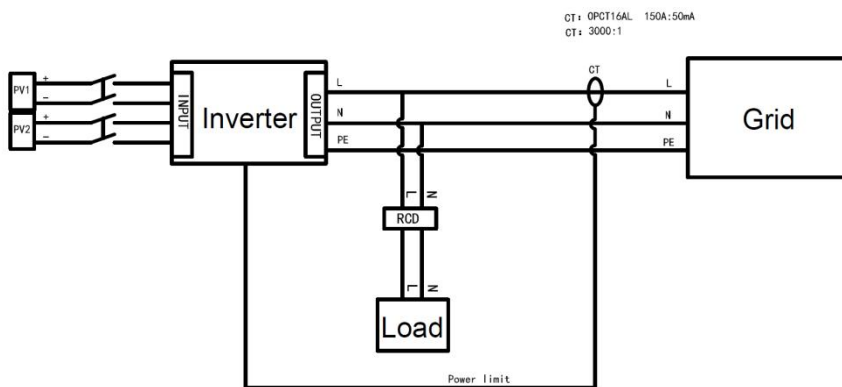 CT: OPCT16AL 150A:50mA
CT: 3000:1
PV1
+
-
PV2
+
-
INPUT
Inverter
OUTPUT
L
N
PE
CT
L
N
PE
Grid
L N
RCD
L N
Load
Power limit